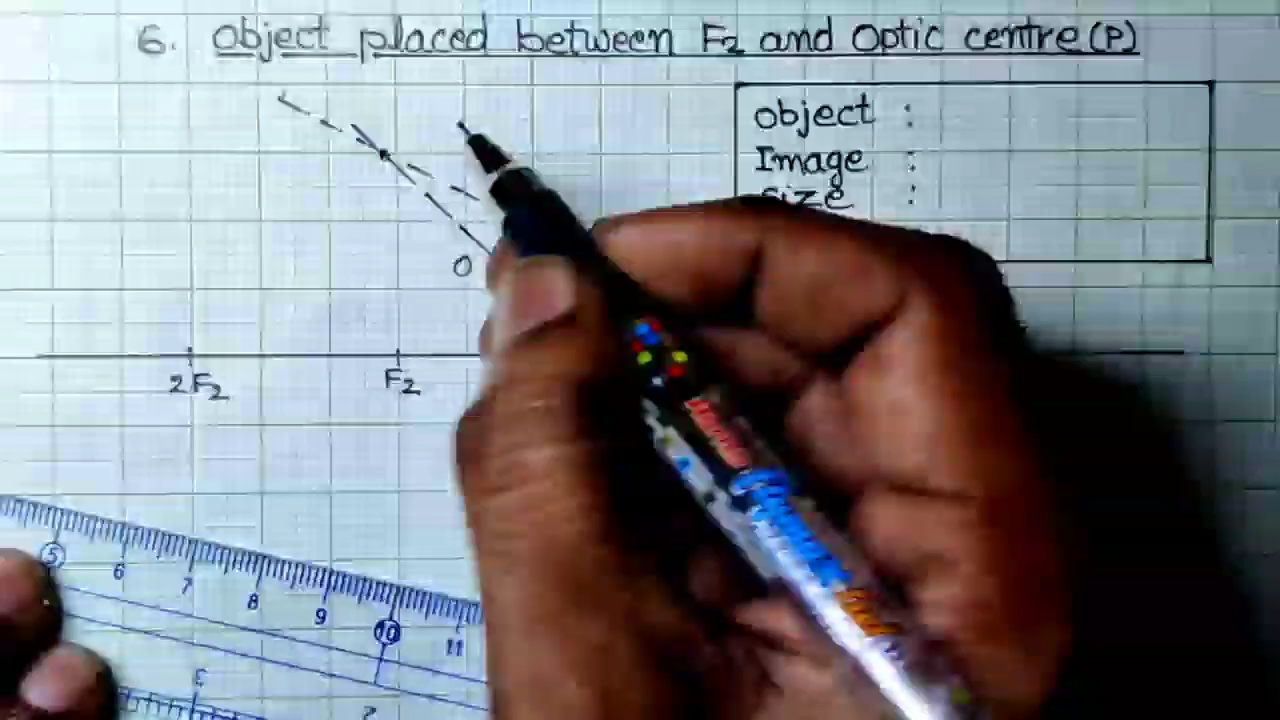 6. Object placed between F₂ and Optic centre(P)
object :
Image :
size :
O
2F₂ F₂
5 6 7 8 9 10 11